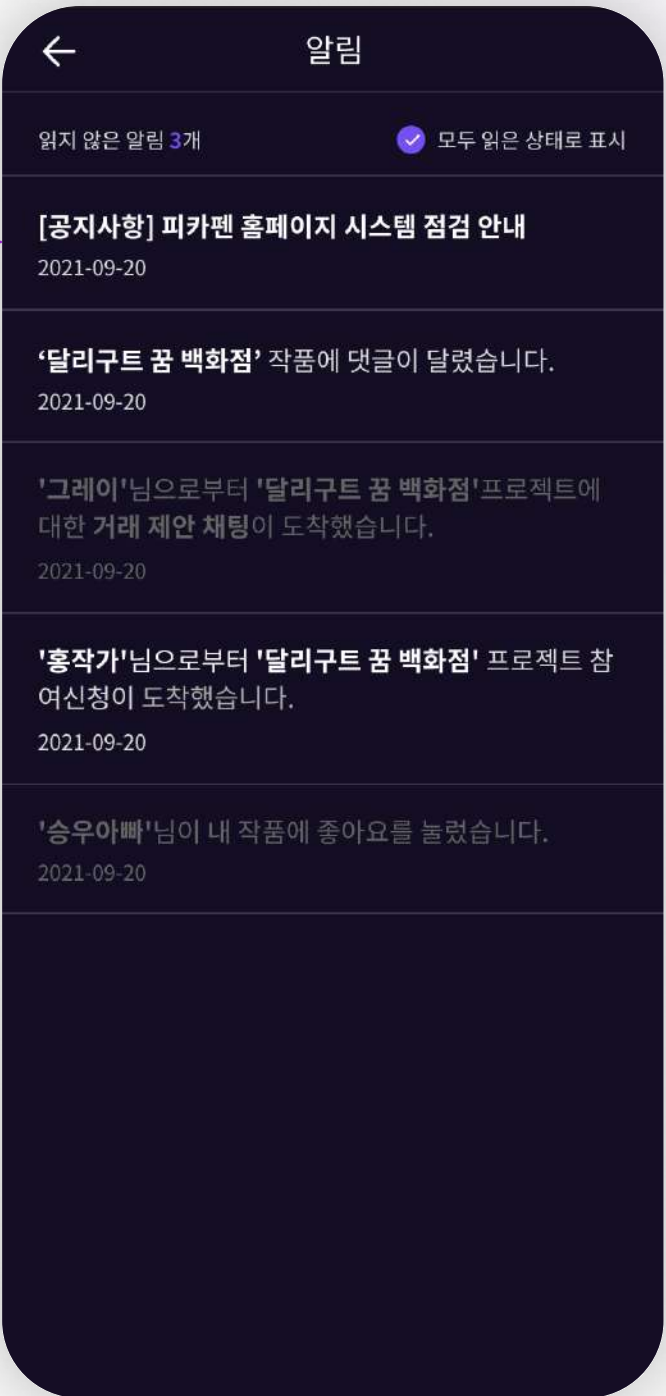 알림
읽지 않은 알림 3개
모두 읽은 상태로 표시
[공지사항] 피카펜 홈페이지 시스템 점검 안내
2021-09-20
‘달리구트 꿈 백화점’ 작품에 댓글이 달렸습니다.
2021-09-20
'그레이'님으로부터 '달리구트 꿈 백화점'프로젝트에
대한 거래 제안 채팅이 도착했습니다.
2021-09-20
'홍작가'님으로부터 '달리구트 꿈 백화점' 프로젝트 참
여신청이 도착했습니다.
2021-09-20
'승우아빠'님이 내 작품에 좋아요를 눌렀습니다.
2021-09-20